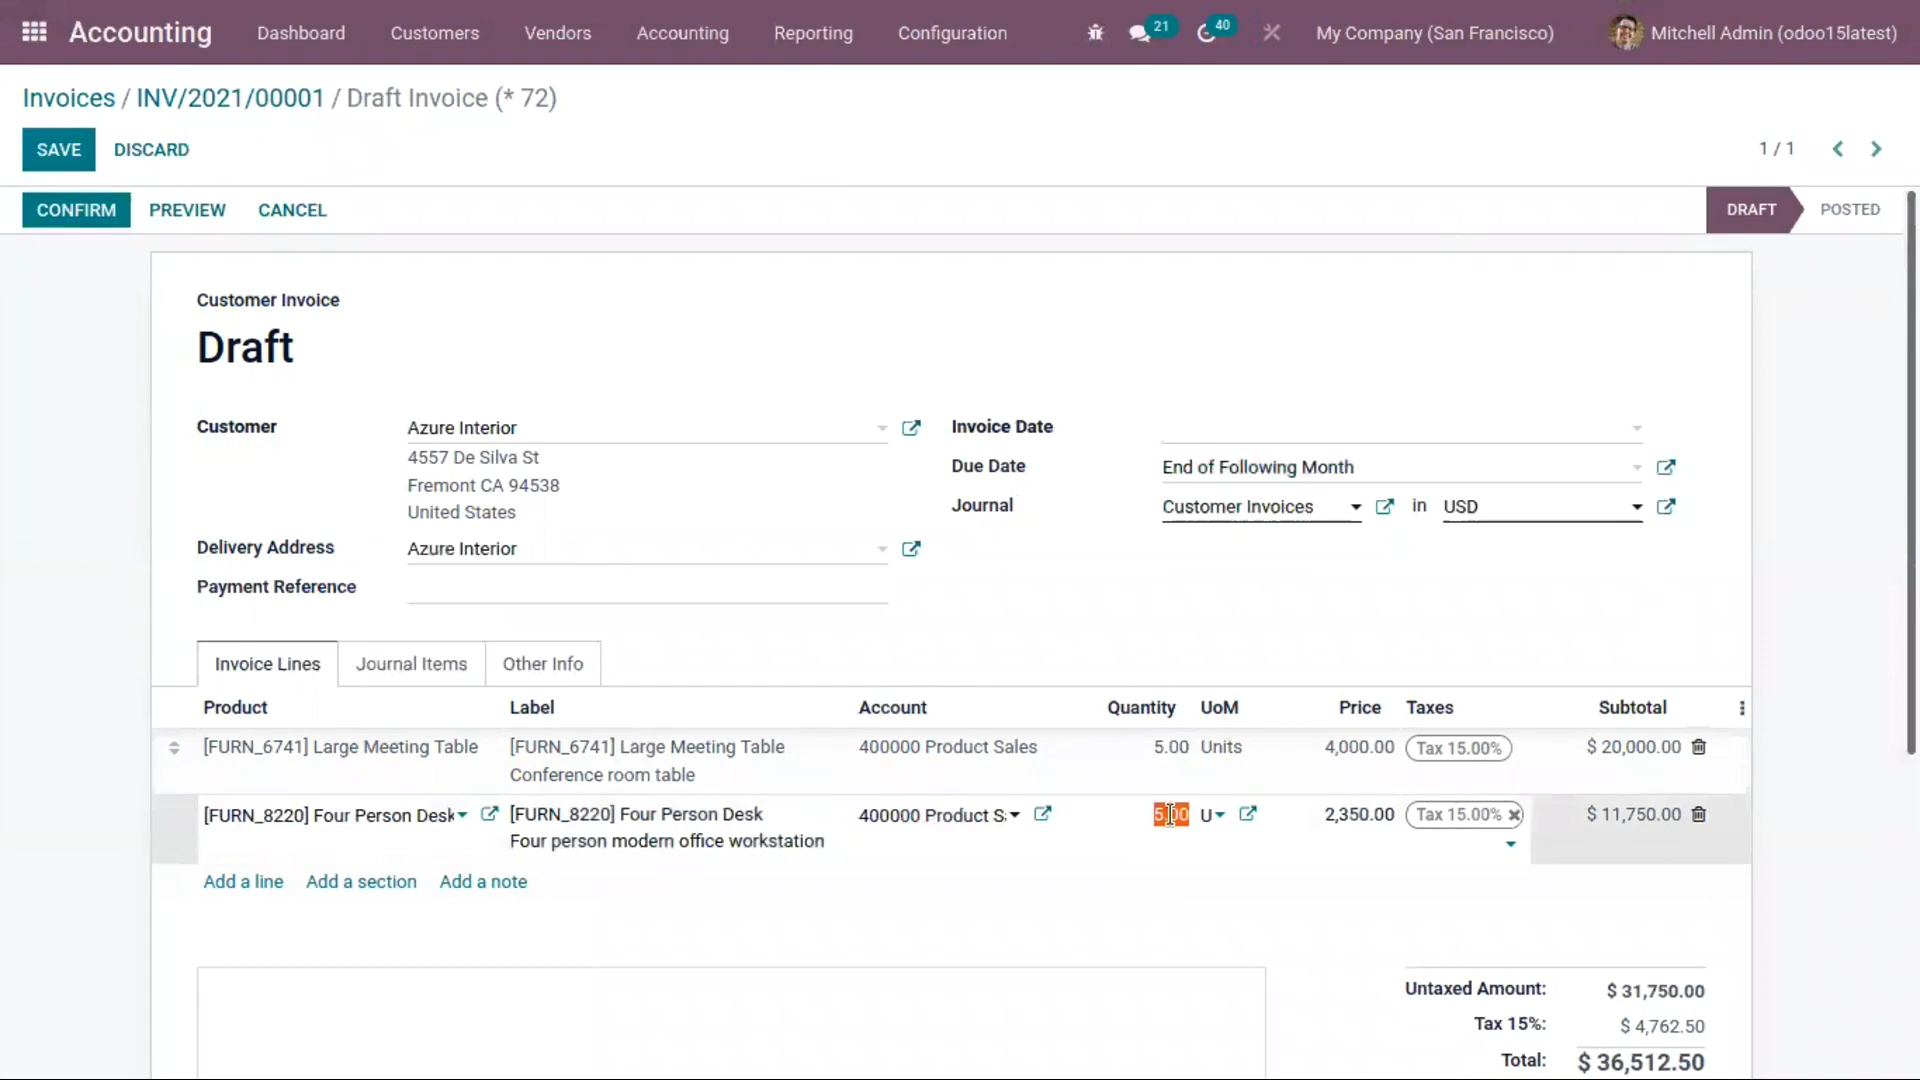 Accounting Dashboard Customers Vendors Accounting Reporting Configuration 21 40 My Company (San Francisco) Mitchell Admin (odoo15latest)
Invoices / INV/2021/00001 / Draft Invoice (* 72)
SAVE DISCARD 1 / 1
CONFIRM PREVIEW CANCEL DRAFT POSTED
Customer Invoice
Draft
Customer Azure Interior Invoice Date
4557 De Silva St
Fremont CA 94538
United States
Due Date End of Following Month
Journal Customer Invoices in USD
Delivery Address Azure Interior
Payment Reference
Invoice Lines Journal Items Other Info
Product Label Account Quantity UoM Price Taxes Subtotal
[FURN_6741] Large Meeting Table [FURN_6741] Large Meeting Table 400000 Product Sales 5.00 Units 4,000.00 Tax 15.00% $ 20,000.00
Conference room table
[FURN_8220] Four Person Desk [FURN_8220] Four Person Desk 400000 Product S 5.00 U 2,350.00 Tax 15.00% $ 11,750.00
Four person modern office workstation
Add a line Add a section Add a note
Untaxed Amount: $ 31,750.00
Tax 15%: $ 4,762.50
Total: $ 36,512.50